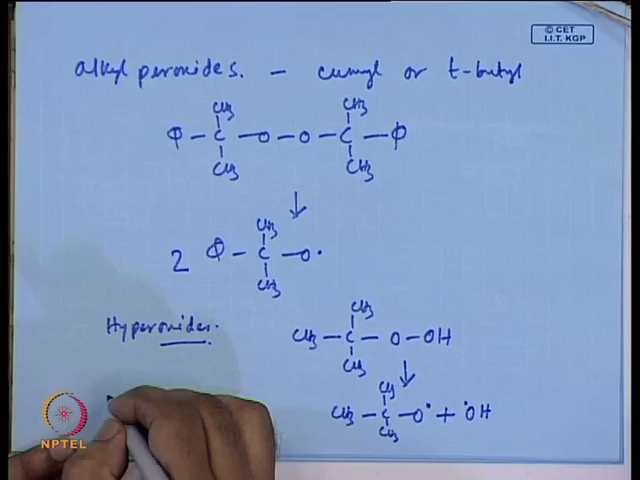 © CET
I.I.T. KGP
alkyl peroxides. – cumyl or t-butyl
CH3 CH3
Φ – C – O – O – C – Φ
CH3 CH3
↓
CH3
2 Φ – C – O·
CH3
Hyperoxides.
CH3
CH3 – C – O – OH
CH3
↓
CH3
CH3 – C – O· + ·OH
CH3
NPTEL